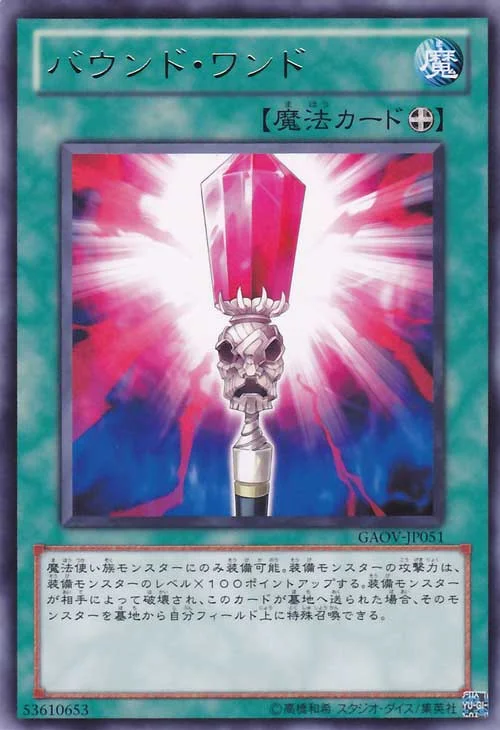 バウンド・ワンド
魔
【魔法カード】
GAOV-JP051
魔法使い族モンスターにのみ装備可能。装備モンスターの攻撃力は、
装備モンスターのレベル×100ポイントアップする。装備モンスター
が相手によって破壊され、このカードが墓地へ送られた場合、そのモ
ンスターを墓地から自分フィールド上に特殊召喚できる。
53610653
©高橋和希 スタジオ・ダイス/集英社